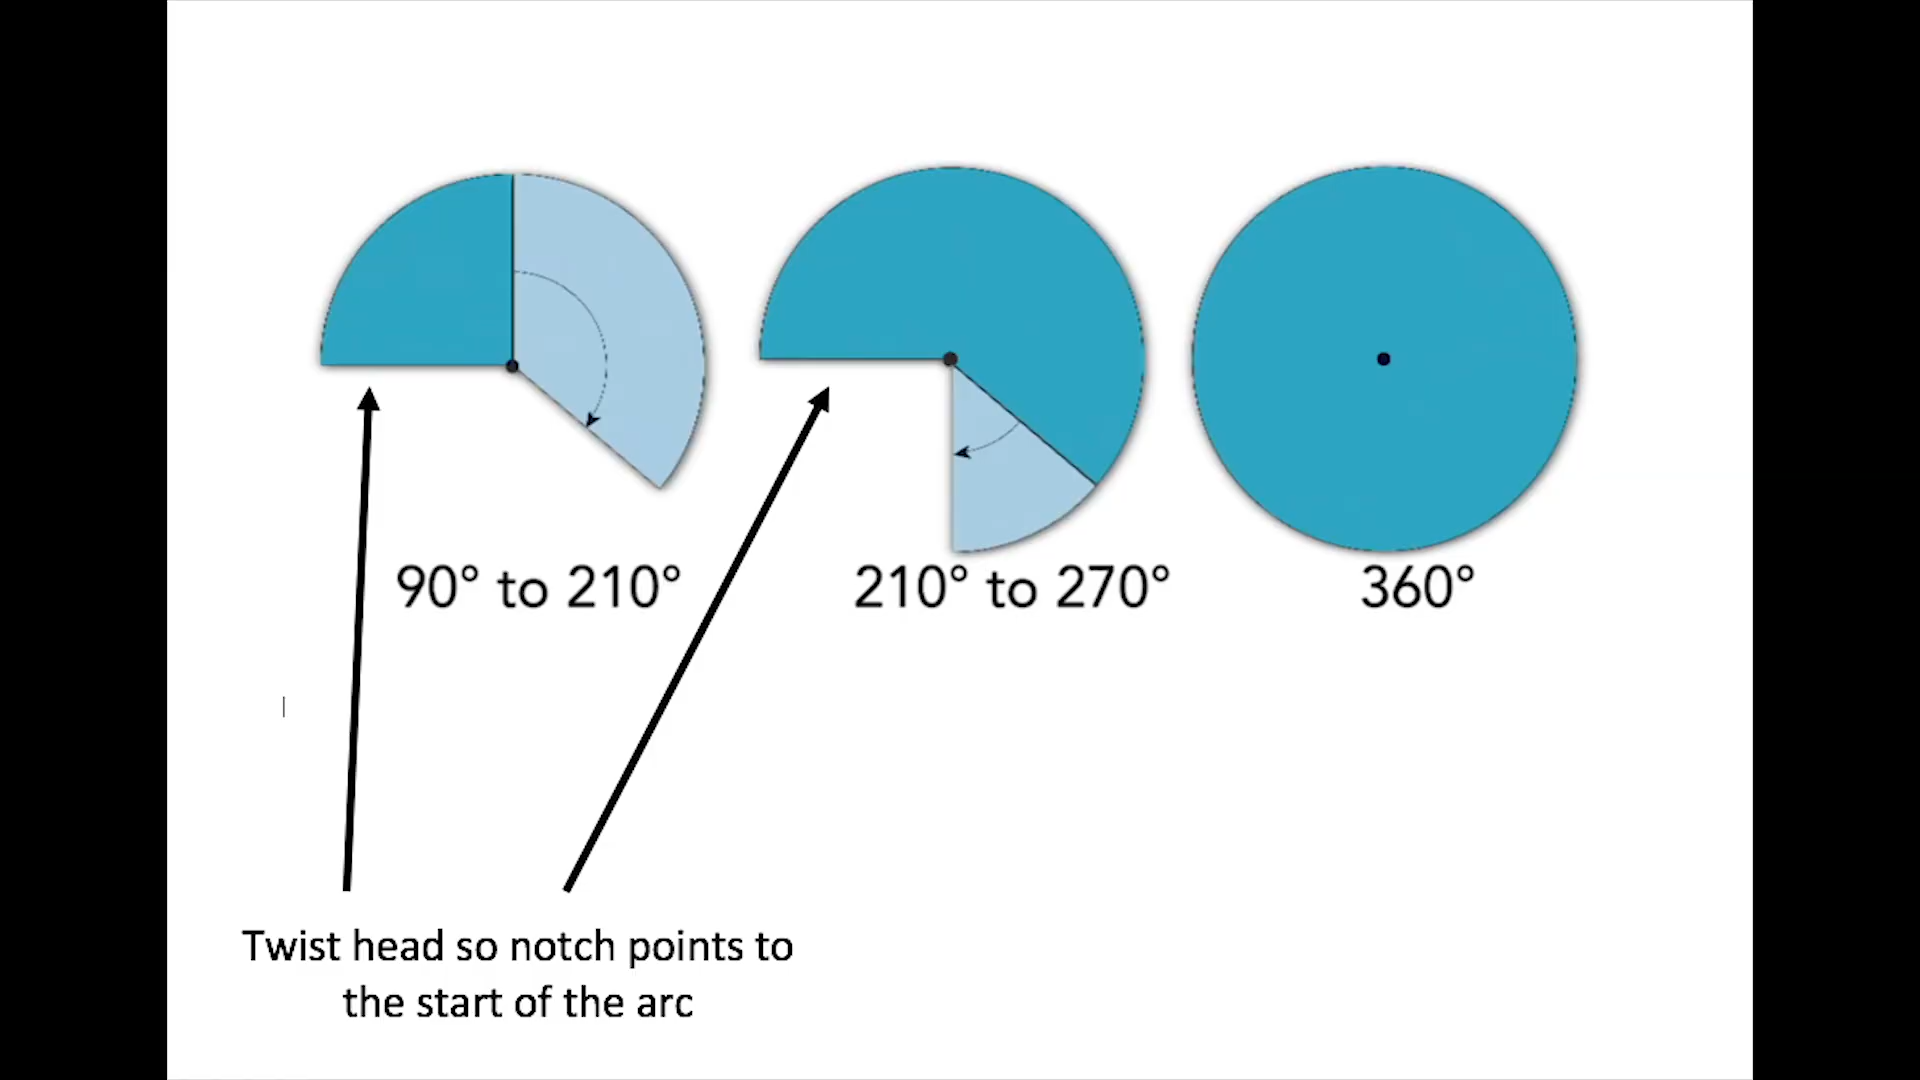 90° to 210°
210° to 270°
360°
Twist head so notch points to
the start of the arc